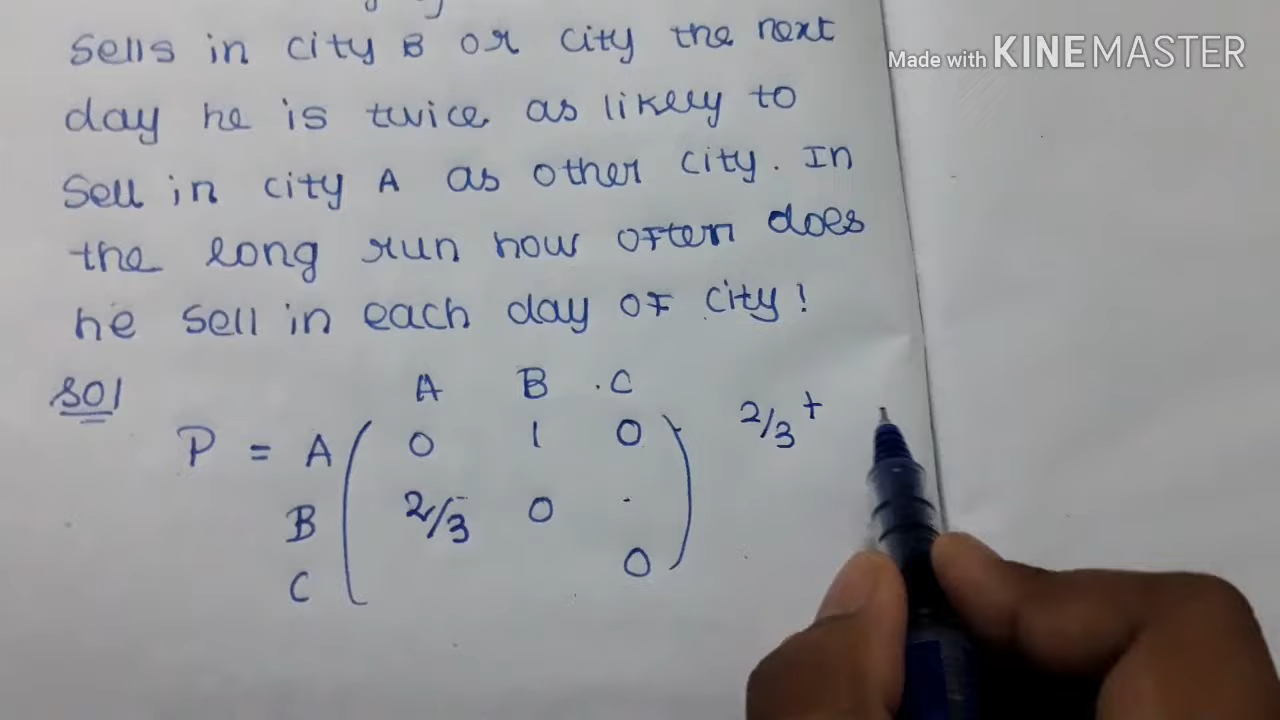 sells in city B or city the next
Made with KINEMASTER
day he is twice as likely to
sell in city A as other city. In
the long run how often does
he sell in each day of city!
Sol
A B .C
P = A 0 1 0
2/3 +
B 2/3 0
C 0